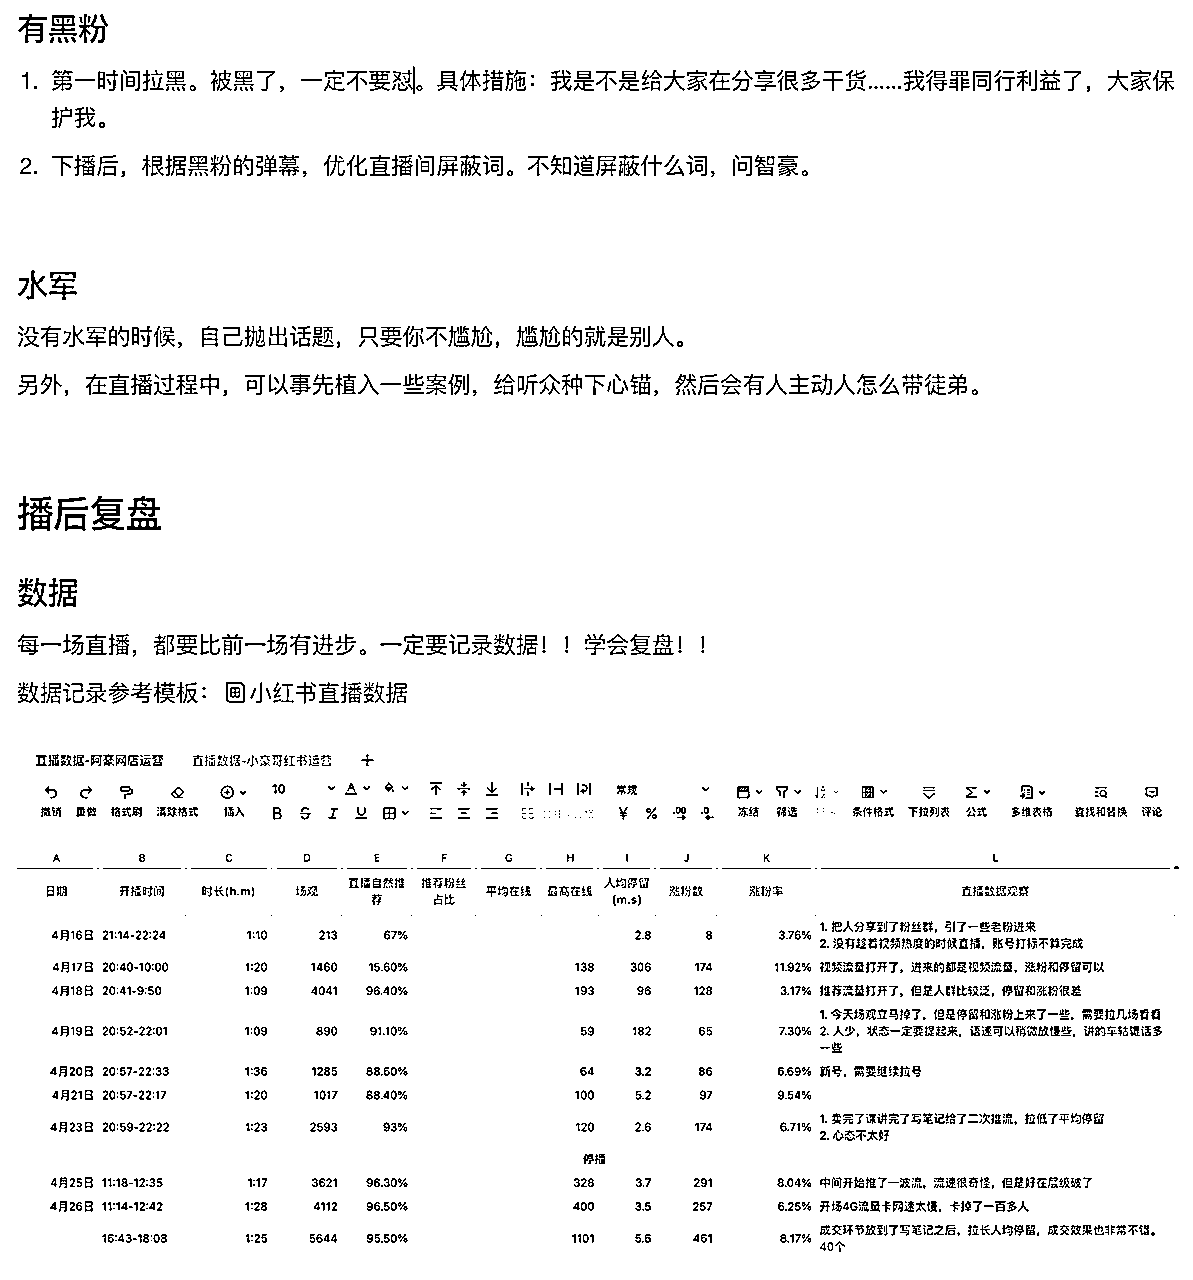 有黑粉
1. 第一时间拉黑。被黑了，一定不要怼。具体措施：我是不是给大家在分享很多干货......我得罪同行利益了，大家保
护我。
2. 下播后，根据黑粉的弹幕，优化直播间屏蔽词。不知道屏蔽什么词，问智豪。
水军
没有水军的时候，自己抛出话题，只要你不尴尬，尴尬的就是别人。
另外，在直播过程中，可以事先植入一些案例，给听众种下心锚，然后会有人主动人怎么带徒弟。
播后复盘
数据
每一场直播，都要比前一场有进步。一定要记录数据！！学会复盘！！
数据记录参考模板：小红书直播数据
直播数据-阿豪网店运营 直播数据-小奈哥红书运营 +
10 常规
撤销 重做 格式刷 清除格式 插入 B S I U ¥ % .00 .0 冻结 筛选 条件格式 下拉列表 公式 多维表格 查找和替换 评论
A B C D E F G H I J K L
日期 开播时间 时长(h.m) 场观 直播自然推荐 推荐粉丝占比 平均在线 最高在线 人均停留(m.s) 涨粉数 涨粉率 直播数据观察
4月16日 21:14-22:24 1:10 213 67% 2.8 8 3.76% 1. 把人分享到了粉丝群，引了一些老粉进来
2. 没有趁着视频热度的时候直播，账号打标不算完成
4月17日 20:40-10:00 1:20 1460 15.60% 138 306 174 11.92% 视频流量打开了，进来的都是视频流量，涨粉和停留可以
4月18日 20:41-9:50 1:09 4041 96.40% 193 96 128 3.17% 推荐流量打开了，但是人群比较泛，停留和涨粉很差
4月19日 20:52-22:01 1:09 890 91.10% 59 182 65 7.30% 1. 今天场观立马掉了，但是停留和涨粉上来了一些，需要拉几场看看
2. 人少，状态一定要提起来，语速可以稍微放慢些，讲的车轱辘话多
一些
4月20日 20:57-22:33 1:36 1285 88.60% 64 3.2 86 6.69% 新号，需要继续拉号
4月21日 20:57-22:17 1:20 1017 88.40% 100 5.2 97 9.54%
4月23日 20:59-22:22 1:23 2593 93% 120 2.6 174 6.71% 1. 卖完了课讲完了写笔记给了二次推流，拉低了平均停留
2. 心态不太好
停播
4月25日 11:18-12:35 1:17 3621 96.30% 328 3.7 291 8.04% 中间开始推了一波流，流速很奇怪，但是好在层级破了
4月26日 11:14-12:42 1:28 4112 96.50% 400 3.5 257 6.25% 开场4G流量卡网速太慢，卡掉了一百多人
16:43-18:08 1:25 5644 95.50% 1101 5.6 461 8.17% 成交环节放到了写笔记之后，拉长人均停留，成交效果也非常不错。
40个